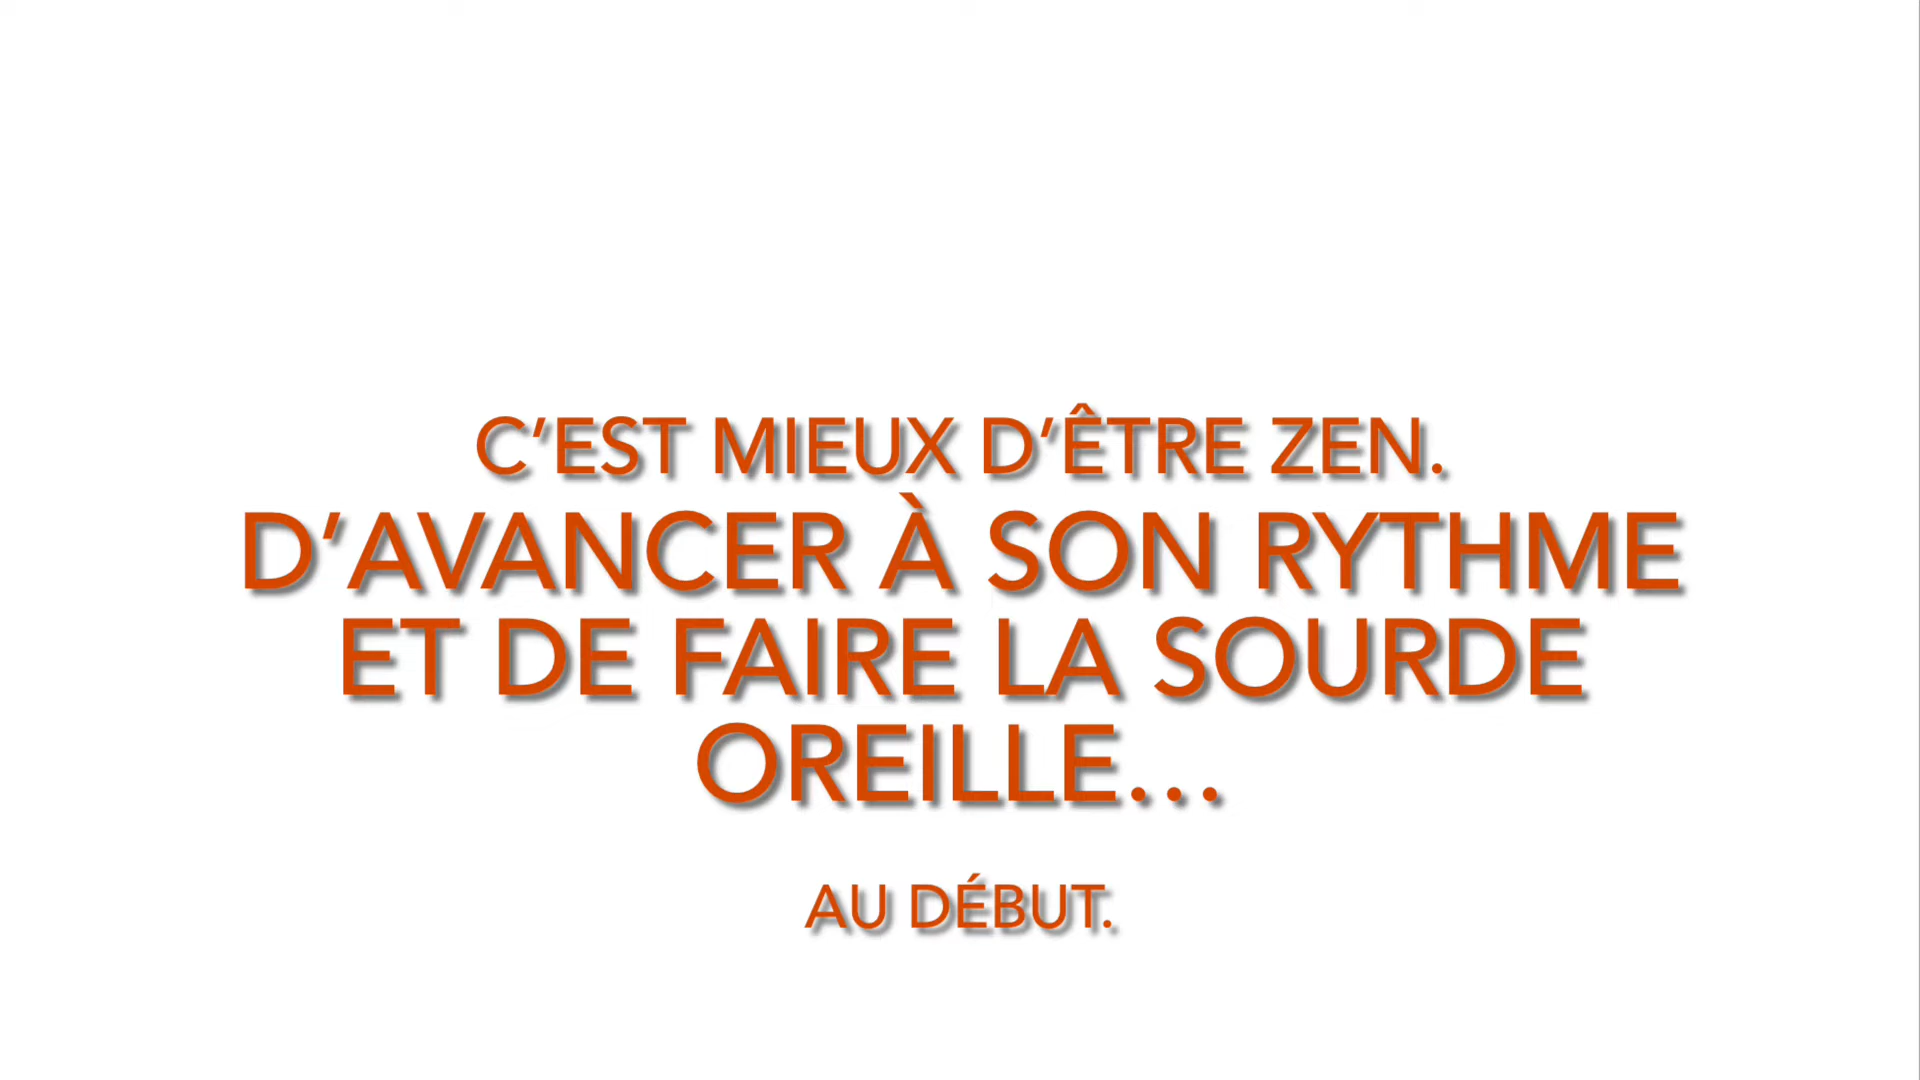 C’EST MIEUX D’ÊTRE ZEN.
D’AVANCER À SON RYTHME
ET DE FAIRE LA SOURDE
OREILLE…
AU DÉBUT.